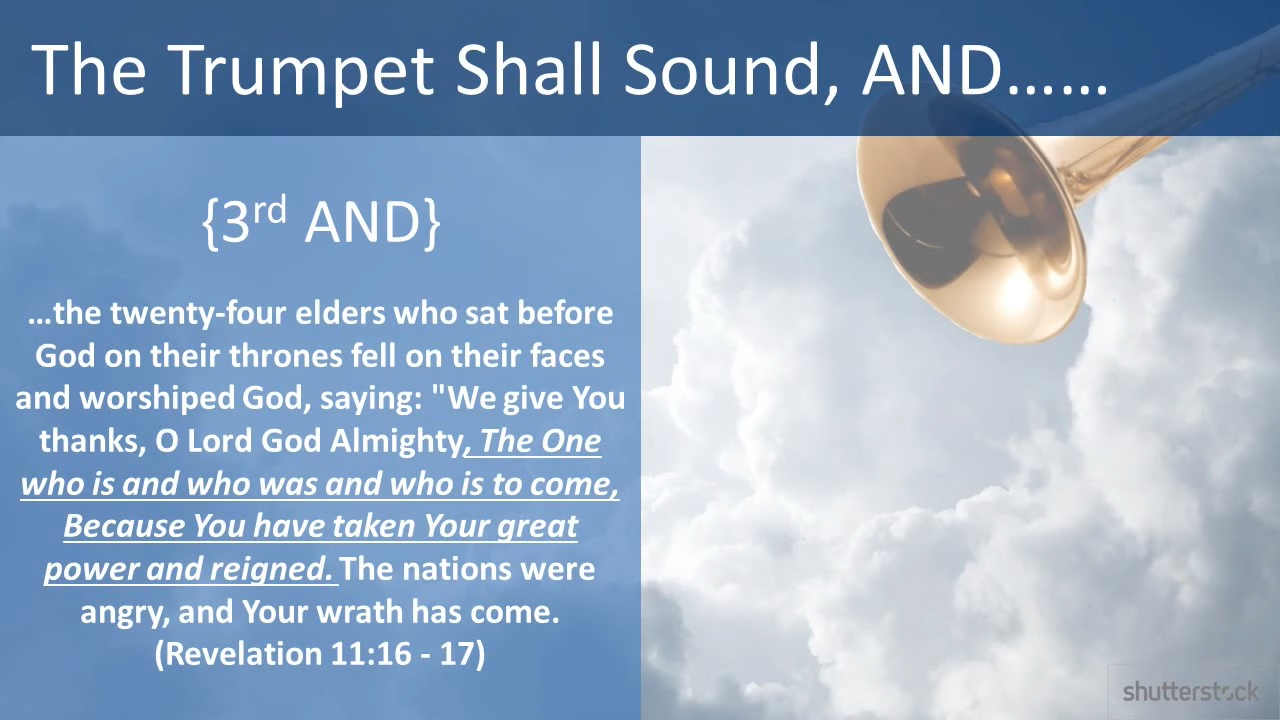 The Trumpet Shall Sound, AND……
{3rd AND}
…the twenty-four elders who sat before
God on their thrones fell on their faces
and worshiped God, saying: "We give You
thanks, O Lord God Almighty, The One
who is and who was and who is to come,
Because You have taken Your great
power and reigned. The nations were
angry, and Your wrath has come.
(Revelation 11:16 - 17)
shutterstock